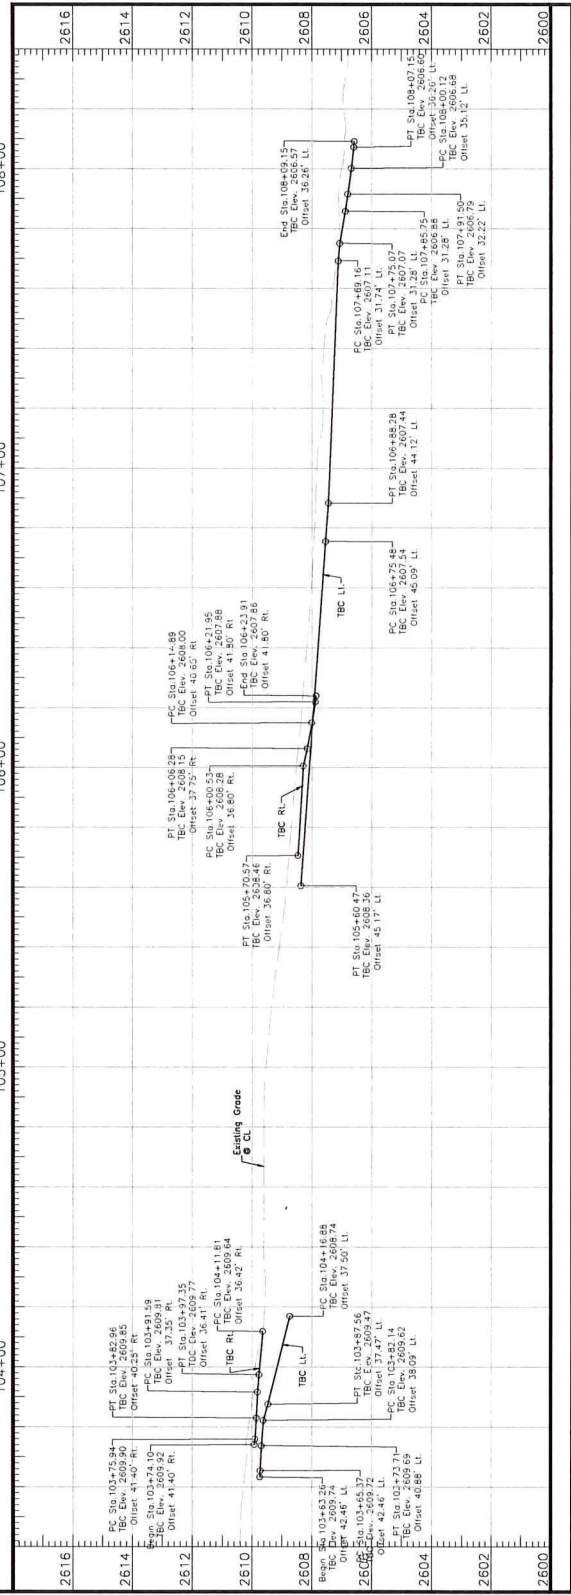 104+00
105+00
106+00
107+00
108+00
2616
2614
2612
2610
2608
2606
2604
2602
2600
PC Sta.103+75.94
TBC Elev. 2609.90
Offset 41.40' Rt.
Begin Sta.103+74.10
TBC Elev. 2609.92
Offset 41.40' Rt.
PT Sta.103+82.96
TBC Elev. 2609.85
Offset 40.25' Rt
PC Sta.103+91.59
TBC Elev. 2609.81
Offset 37.35' Rt.
PT Sta.103+97.35
TBC Elev. 2609.77
Offset 36.41' Rt.
PC Sta.104+11.81
TBC Elev. 2609.64
Offset 36.42' Rt.
TBC Rt.
TBC Lt.
Begin Sta.103+63.26
TBC Elev. 2609.74
Offset 42.46' Lt.
PC Sta.103+65.37
TBC Elev. 2609.72
Offset 42.46' Lt.
PT Sta.103+73.71
TBC Elev. 2609.69
Offset 40.88' Lt.
PC Sta.103+82.14
TBC Elev. 2609.62
Offset 38.09' Lt.
PT Sta.103+87.56
TBC Elev. 2609.47
Offset 37.47' Lt.
PC Sta.104+16.88
TBC Elev. 2608.74
Offset 37.50' Lt.
Existing Grade
@ CL
PT Sta.105+70.57
TBC Elev. 2608.46
Offset 36.80' Rt.
PT Sta.105+60.47
TBC Elev. 2608.36
Offset 45.17' Lt.
TBC Rt.
PC Sta.106+00.53
TBC Elev. 2608.28
Offset 36.80' Rt.
PT Sta.106+06.28
TBC Elev. 2608.15
Offset 37.75' Rt.
PC Sta.106+14.89
TBC Elev. 2608.00
Offset 40.65' Rt
PT Sta.106+21.95
TBC Elev. 2607.88
Offset 41.80' Rt
End Sta.106+23.91
TBC Elev. 2607.86
Offset 41.80' Rt.
TBC Lt.
PC Sta.106+75.48
TBC Elev. 2607.54
Offset 45.09' Lt.
PT Sta.106+88.28
TBC Elev. 2607.44
Offset 44.12' Lt.
PC Sta.107+69.16
TBC Elev. 2607.11
Offset 31.74' Lt.
PT Sta.107+75.07
TBC Elev. 2607.07
Offset 31.28' Lt.
PC Sta.107+85.75
TBC Elev. 2606.88
Offset 31.28' Lt.
PT Sta.107+91.50
TBC Elev. 2606.79
Offset 32.22' Lt.
End Sta.108+09.15
TBC Elev. 2606.57
Offset 36.26' Lt.
PT Sta.108+07.15
TBC Elev. 2606.60
Offset 36.26' Lt.
PC Sta.108+00.12
TBC Elev. 2606.68
Offset 35.12' Lt.
2616
2614
2612
2610
2608
2606
2604
2602
2600